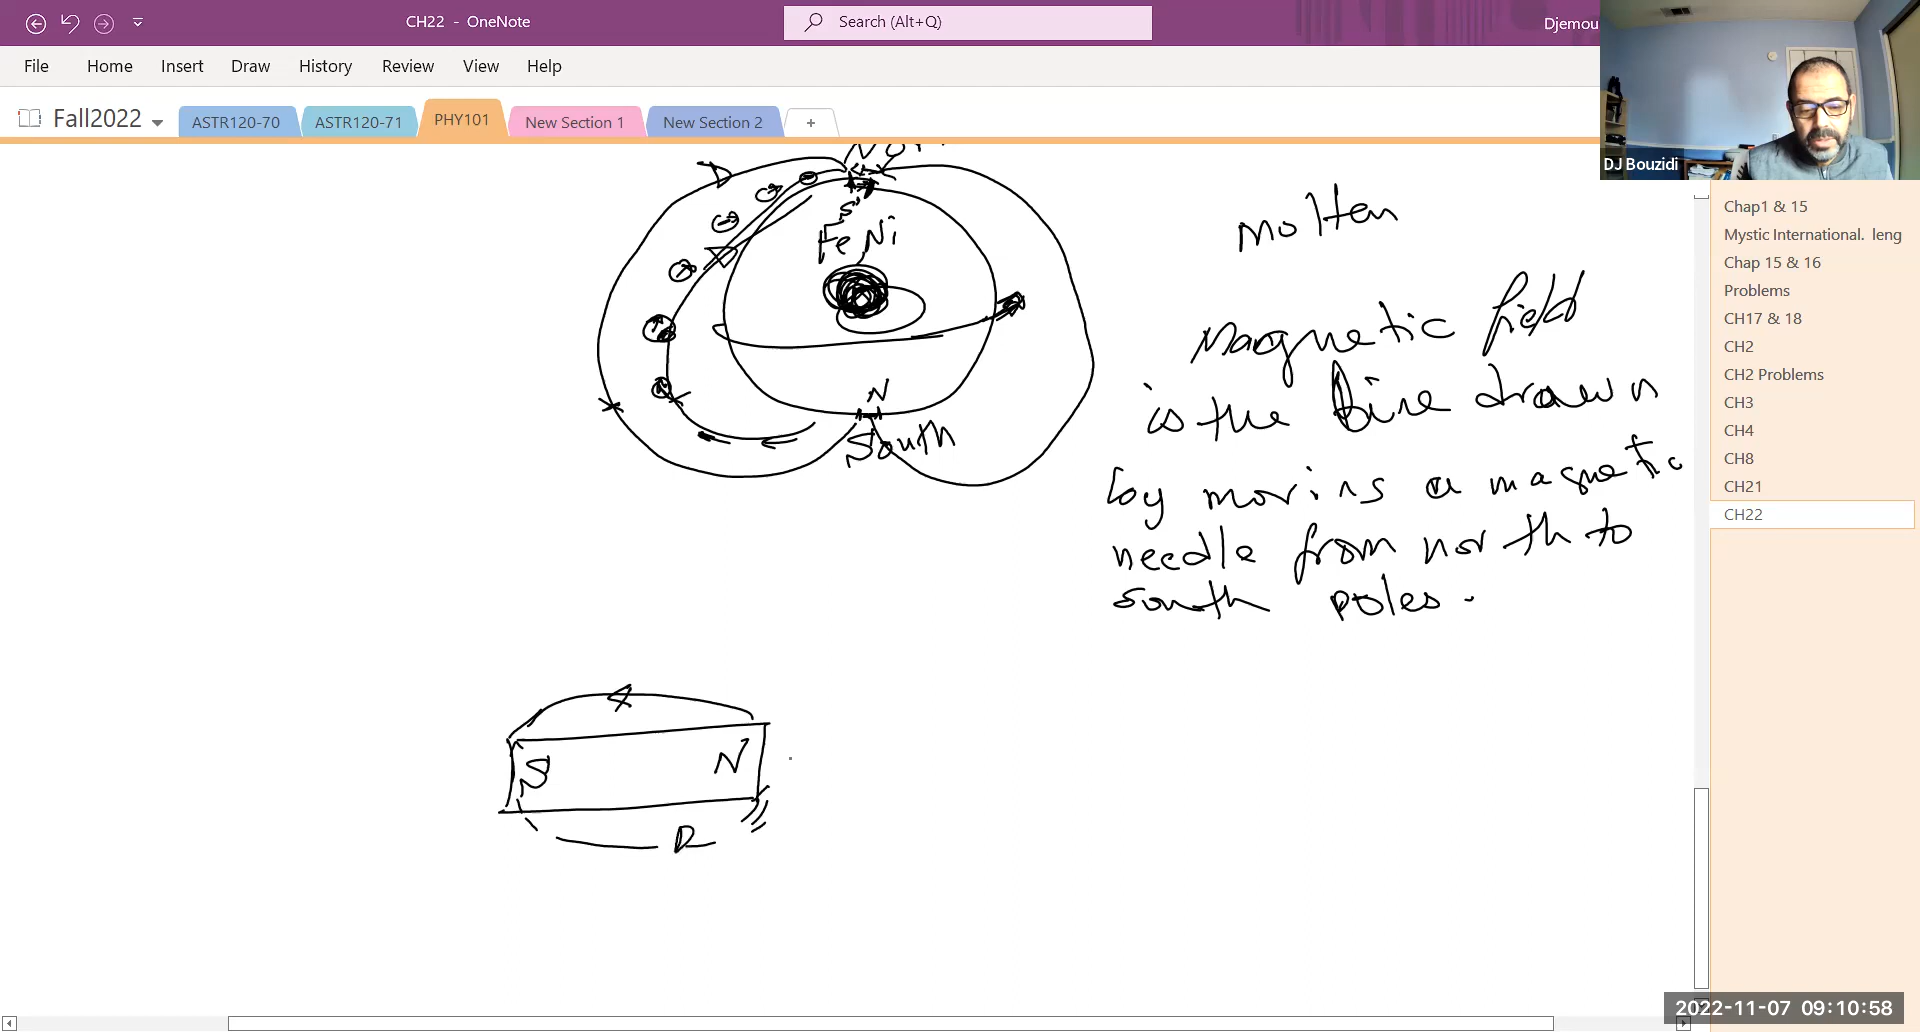 CH22 - OneNote
Search (Alt+Q)
Djemou
File Home Insert Draw History Review View Help
Fall2022 ASTR120-70 ASTR120-71 PHY101 New Section 1 New Section 2 +
DJ Bouzidi
Chap1 & 15
Mystic International. leng
Chap 15 & 16
Problems
CH17 & 18
CH2
CH2 Problems
CH3
CH4
CH8
CH21
CH22
S
Fe Ni
N
South
molten
Magnetic field
is the line drawn
by moving a magnetic
needle from north to
south poles.
S N
2022-11-07 09:10:58